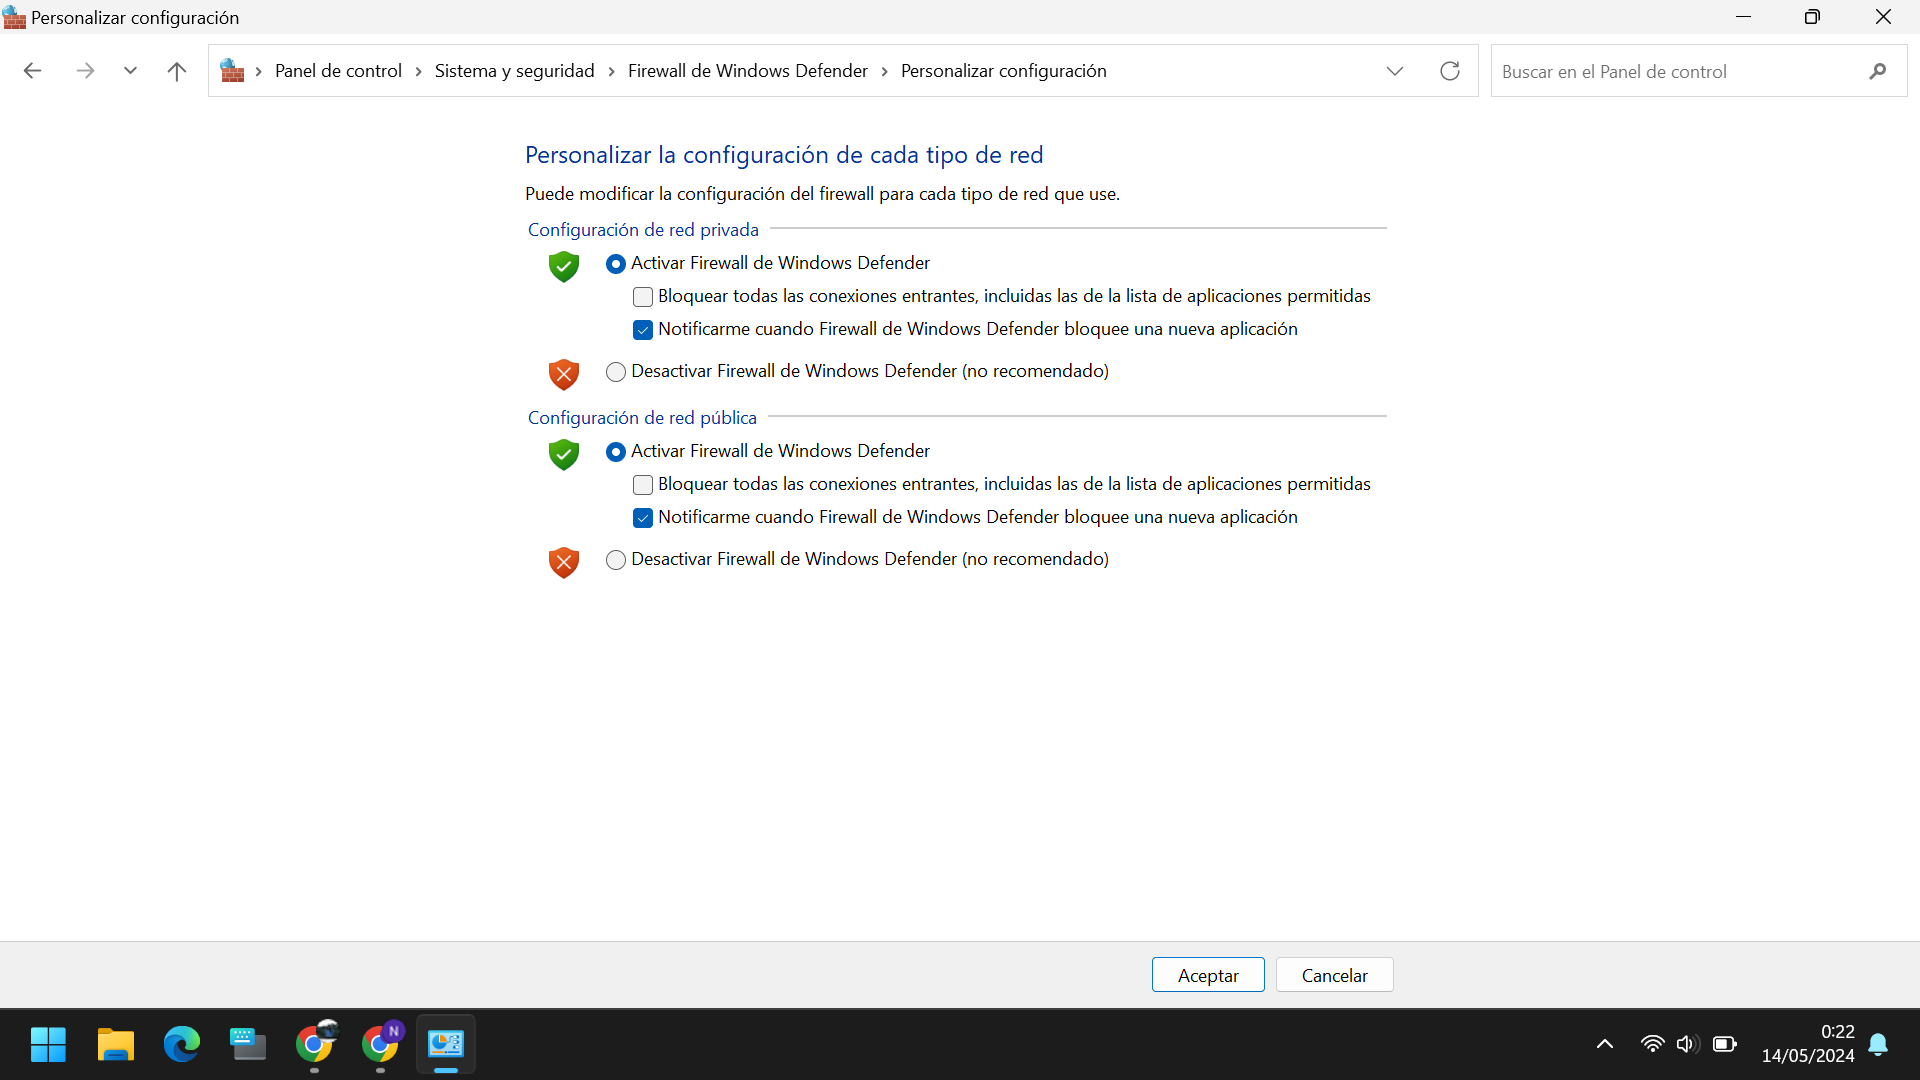 Personalizar configuración
Panel de control > Sistema y seguridad > Firewall de Windows Defender > Personalizar configuración
Buscar en el Panel de control
Personalizar la configuración de cada tipo de red
Puede modificar la configuración del firewall para cada tipo de red que use.
Configuración de red privada
Activar Firewall de Windows Defender
Bloquear todas las conexiones entrantes, incluidas las de la lista de aplicaciones permitidas
Notificarme cuando Firewall de Windows Defender bloquee una nueva aplicación
Desactivar Firewall de Windows Defender (no recomendado)
Configuración de red pública
Activar Firewall de Windows Defender
Bloquear todas las conexiones entrantes, incluidas las de la lista de aplicaciones permitidas
Notificarme cuando Firewall de Windows Defender bloquee una nueva aplicación
Desactivar Firewall de Windows Defender (no recomendado)
Aceptar
Cancelar
N
0:22
14/05/2024